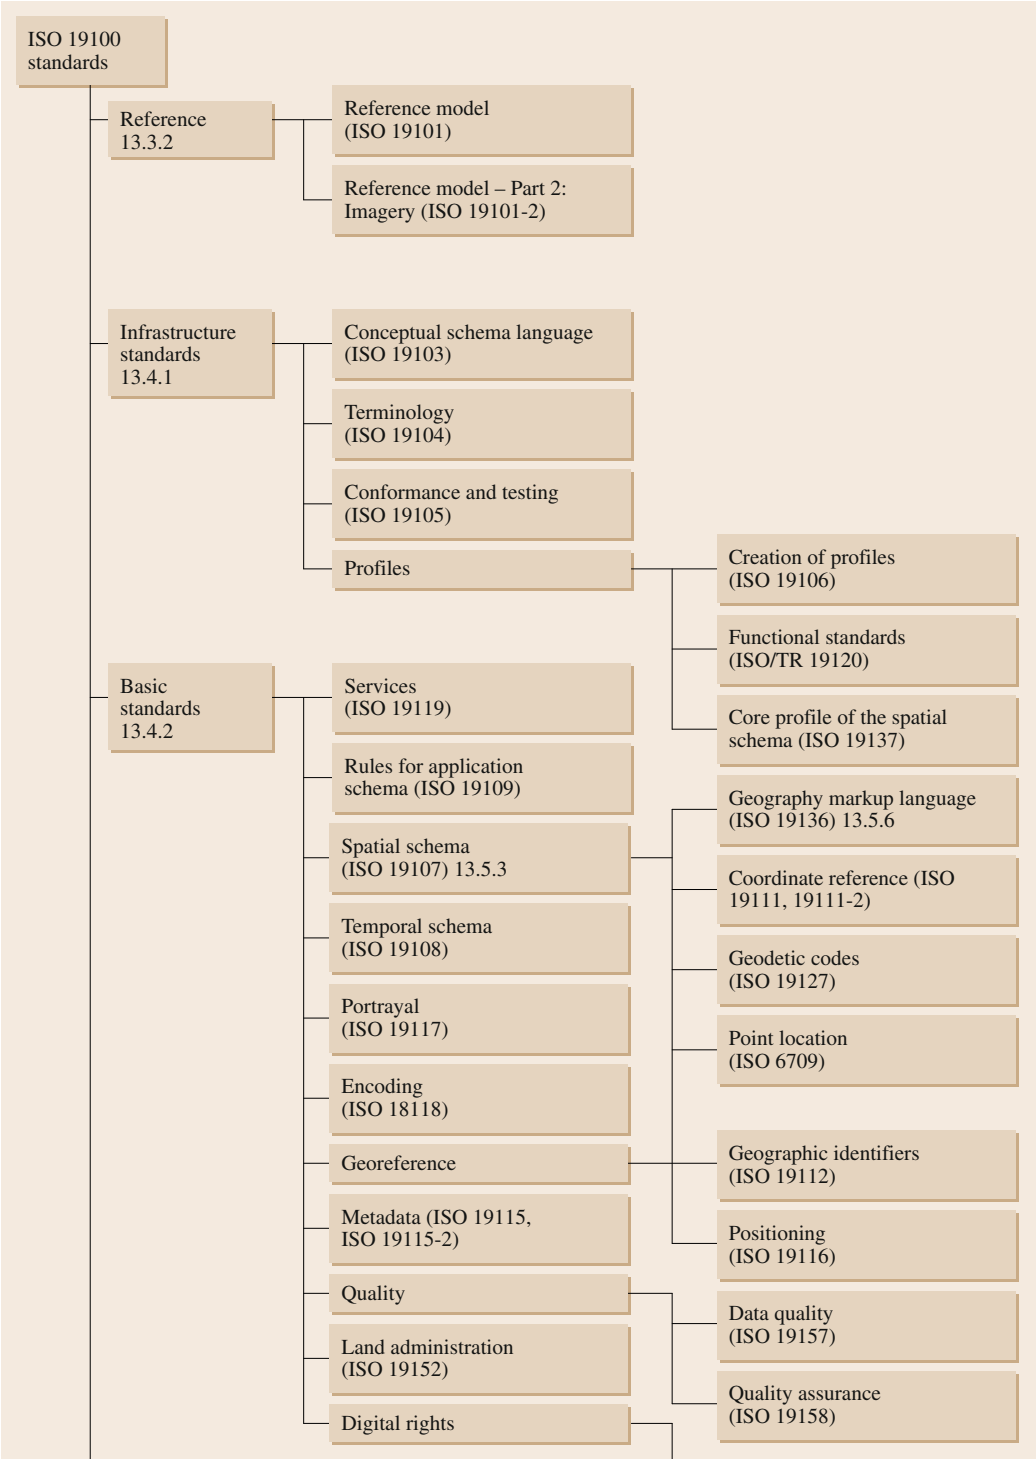 ISO 19100
standards
Reference
13.3.2
Reference model
(ISO 19101)
Reference model – Part 2:
Imagery (ISO 19101-2)
Infrastructure
standards
13.4.1
Conceptual schema language
(ISO 19103)
Terminology
(ISO 19104)
Conformance and testing
(ISO 19105)
Profiles
Creation of profiles
(ISO 19106)
Functional standards
(ISO/TR 19120)
Core profile of the spatial
schema (ISO 19137)
Basic
standards
13.4.2
Services
(ISO 19119)
Rules for application
schema (ISO 19109)
Spatial schema
(ISO 19107) 13.5.3
Temporal schema
(ISO 19108)
Portrayal
(ISO 19117)
Encoding
(ISO 18118)
Georeference
Metadata (ISO 19115,
ISO 19115-2)
Quality
Land administration
(ISO 19152)
Digital rights
Geography markup language
(ISO 19136) 13.5.6
Coordinate reference (ISO
19111, 19111-2)
Geodetic codes
(ISO 19127)
Point location
(ISO 6709)
Geographic identifiers
(ISO 19112)
Positioning
(ISO 19116)
Data quality
(ISO 19157)
Quality assurance
(ISO 19158)